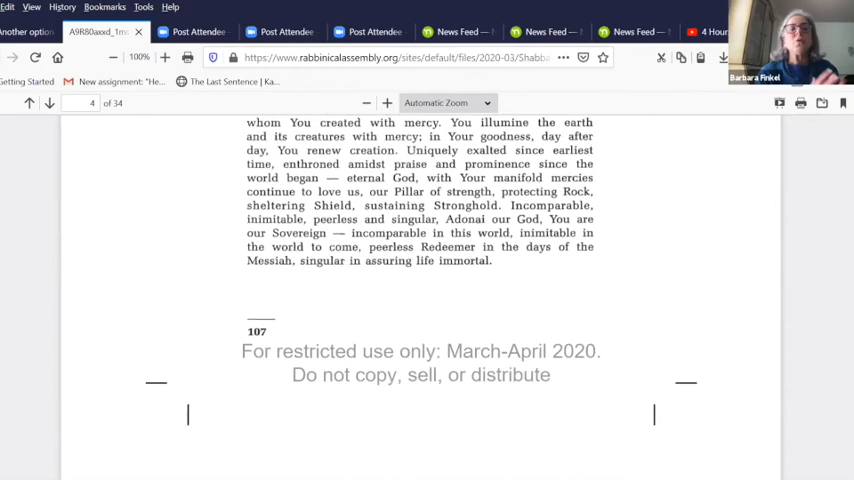 Edit View History Bookmarks Tools Help
Another option A9R80axxd_1ms Post Attendee Post Attendee Post Attendee News Feed — N News Feed — N News Feed — N 4 Hour
100% https://www.rabbinicalassembly.org/sites/default/files/2020-03/Shabba
Getting Started New assignment: "He... The Last Sentence | Ka...
Barbara Finkel
4 of 34 Automatic Zoom
whom You created with mercy. You illumine the earth
and its creatures with mercy; in Your goodness, day after
day, You renew creation. Uniquely exalted since earliest
time, enthroned amidst praise and prominence since the
world began — eternal God, with Your manifold mercies
continue to love us, our Pillar of strength, protecting Rock,
sheltering Shield, sustaining Stronghold. Incomparable,
inimitable, peerless and singular, Adonai our God, You are
our Sovereign — incomparable in this world, inimitable in
the world to come, peerless Redeemer in the days of the
Messiah, singular in assuring life immortal.
107
For restricted use only: March-April 2020.
Do not copy, sell, or distribute